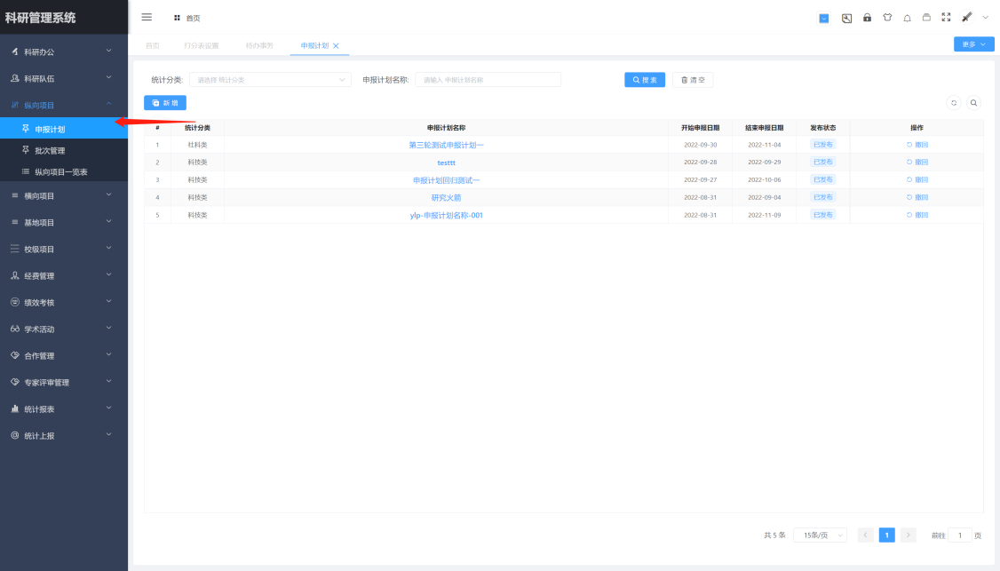 科研管理系统
首页
科研办公
科研队伍
纵向项目
申报计划
批次管理
纵向项目一览表
横向项目
基地项目
校级项目
经费管理
绩效考核
学术活动
合作管理
专家评审管理
统计报表
统计上报
首页 打分表设置 待办事务 申报计划 更多
统计分类: 请选择 统计分类 申报计划名称: 请输入 申报计划名称 搜 索 清 空
新 增
# 统计分类 申报计划名称 开始申报日期 结束申报日期 发布状态 操作
1 社科类 第三轮测试申报计划一 2022-09-30 2022-11-04 已发布 撤回
2 科技类 testtt 2022-09-28 2022-09-29 已发布 撤回
3 科技类 申报计划回归测试一 2022-09-27 2022-10-06 已发布 撤回
4 科技类 研究火箭 2022-08-31 2022-09-04 已发布 撤回
5 科技类 ylp-申报计划名称-001 2022-08-31 2022-11-09 已发布 撤回
共 5 条 15条/页 1 前往 1 页